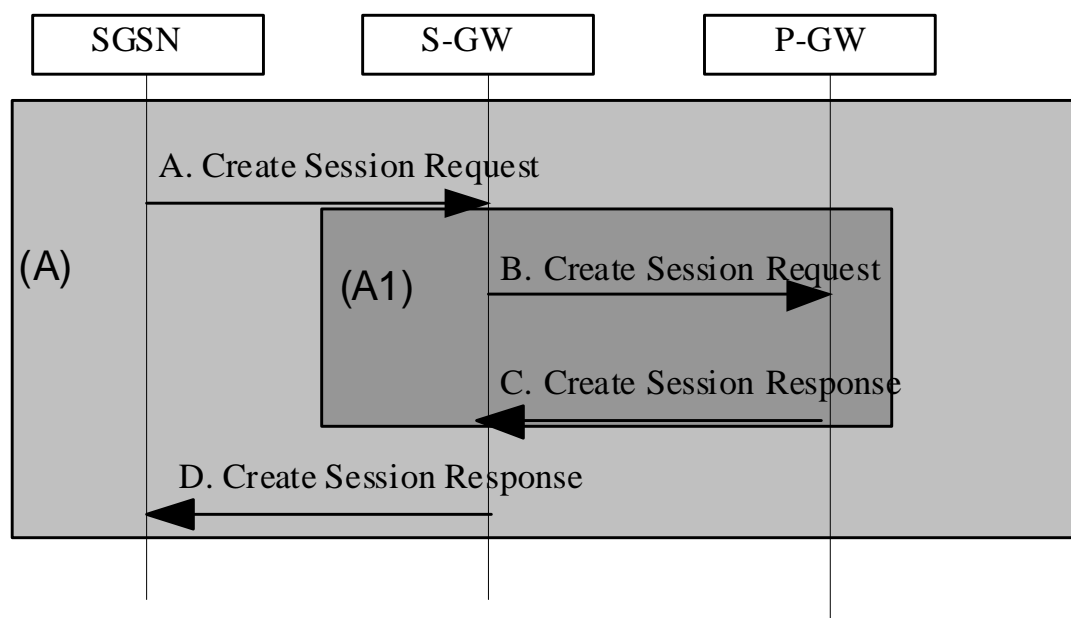 SGSN
S-GW
P-GW
A. Create Session Request
(A)
(A1)
B. Create Session Request
C. Create Session Response
D. Create Session Response